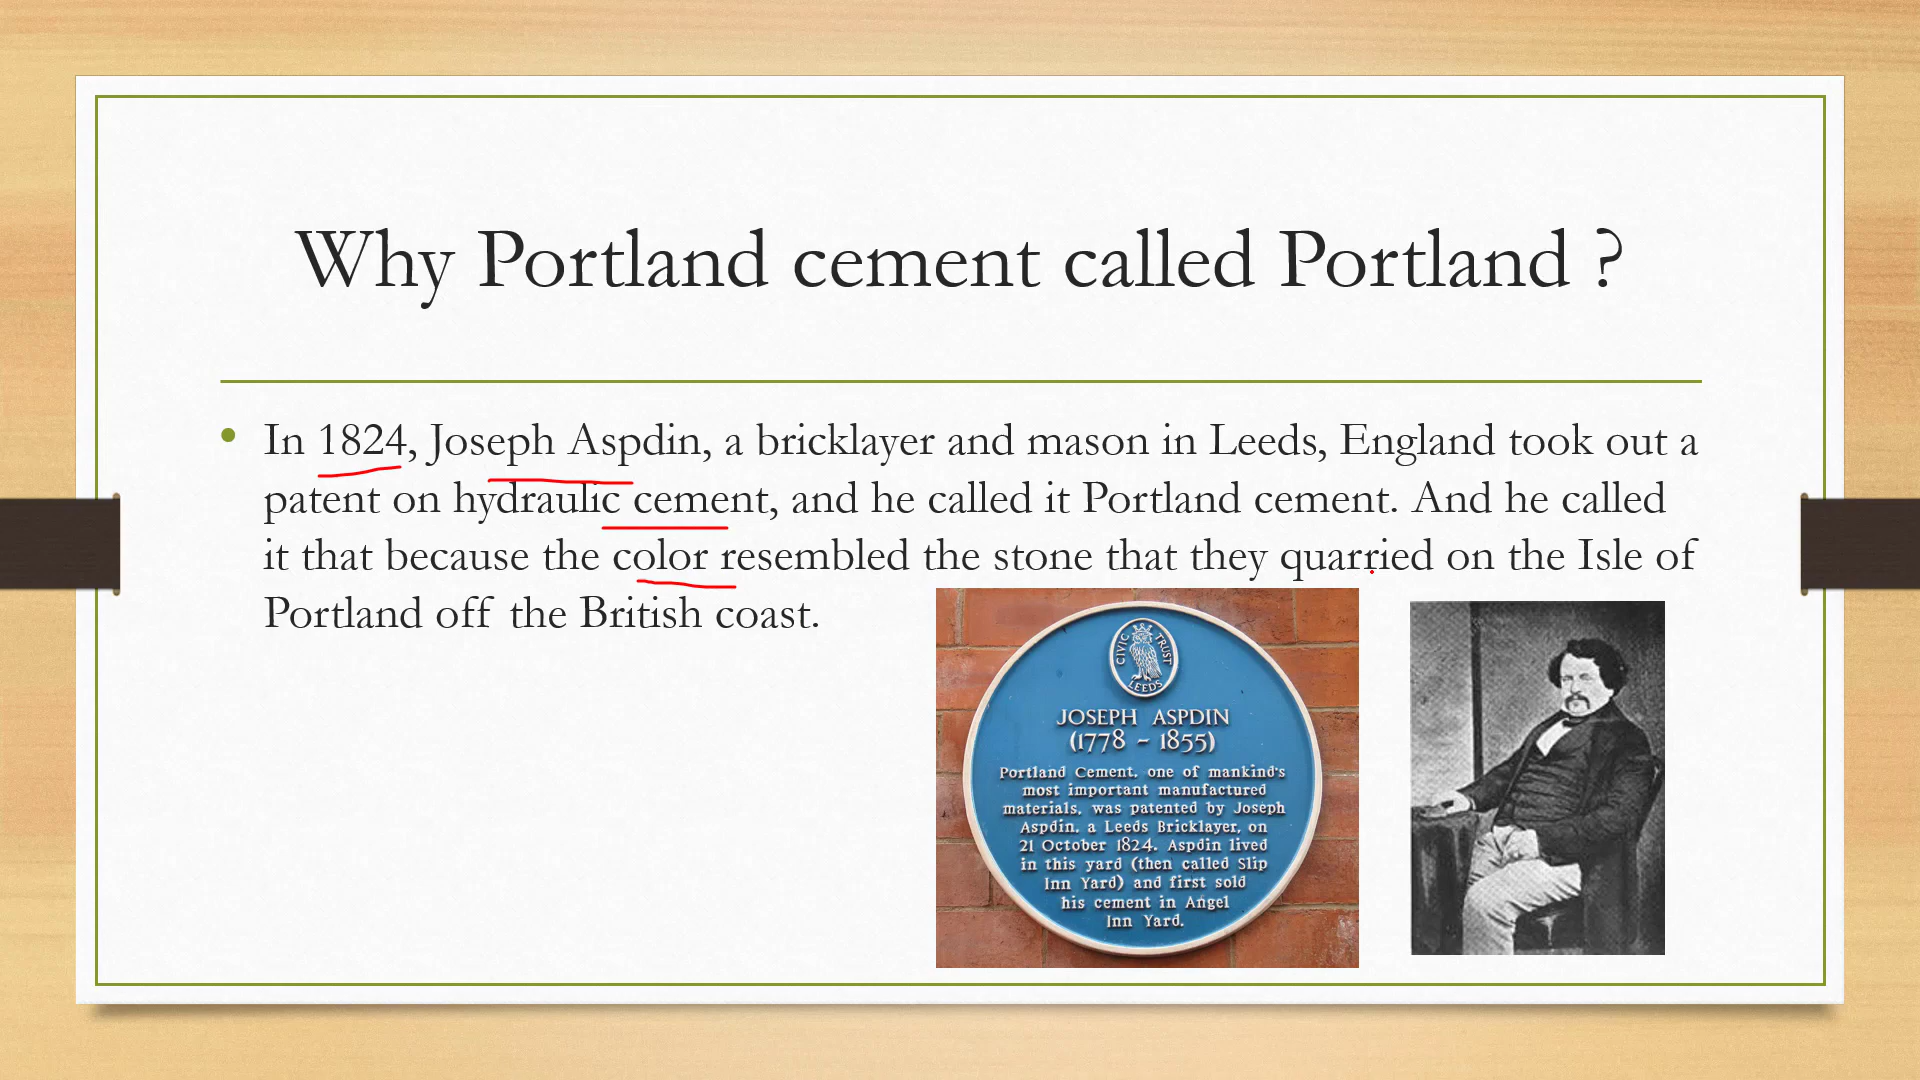 Why Portland cement called Portland ?
• In 1824, Joseph Aspdin, a bricklayer and mason in Leeds, England took out a
patent on hydraulic cement, and he called it Portland cement. And he called
it that because the color resembled the stone that they quarried on the Isle of
Portland off the British coast.
CIVIC TRUST
LEEDS
JOSEPH ASPDIN
(1778 - 1855)
Portland Cement, one of mankind's
most important manufactured
materials, was patented by Joseph
Aspdin, a Leeds Bricklayer, on
21 October 1824. Aspdin lived
in this yard (then called Slip
Inn Yard) and first sold
his cement in Angel
Inn Yard.